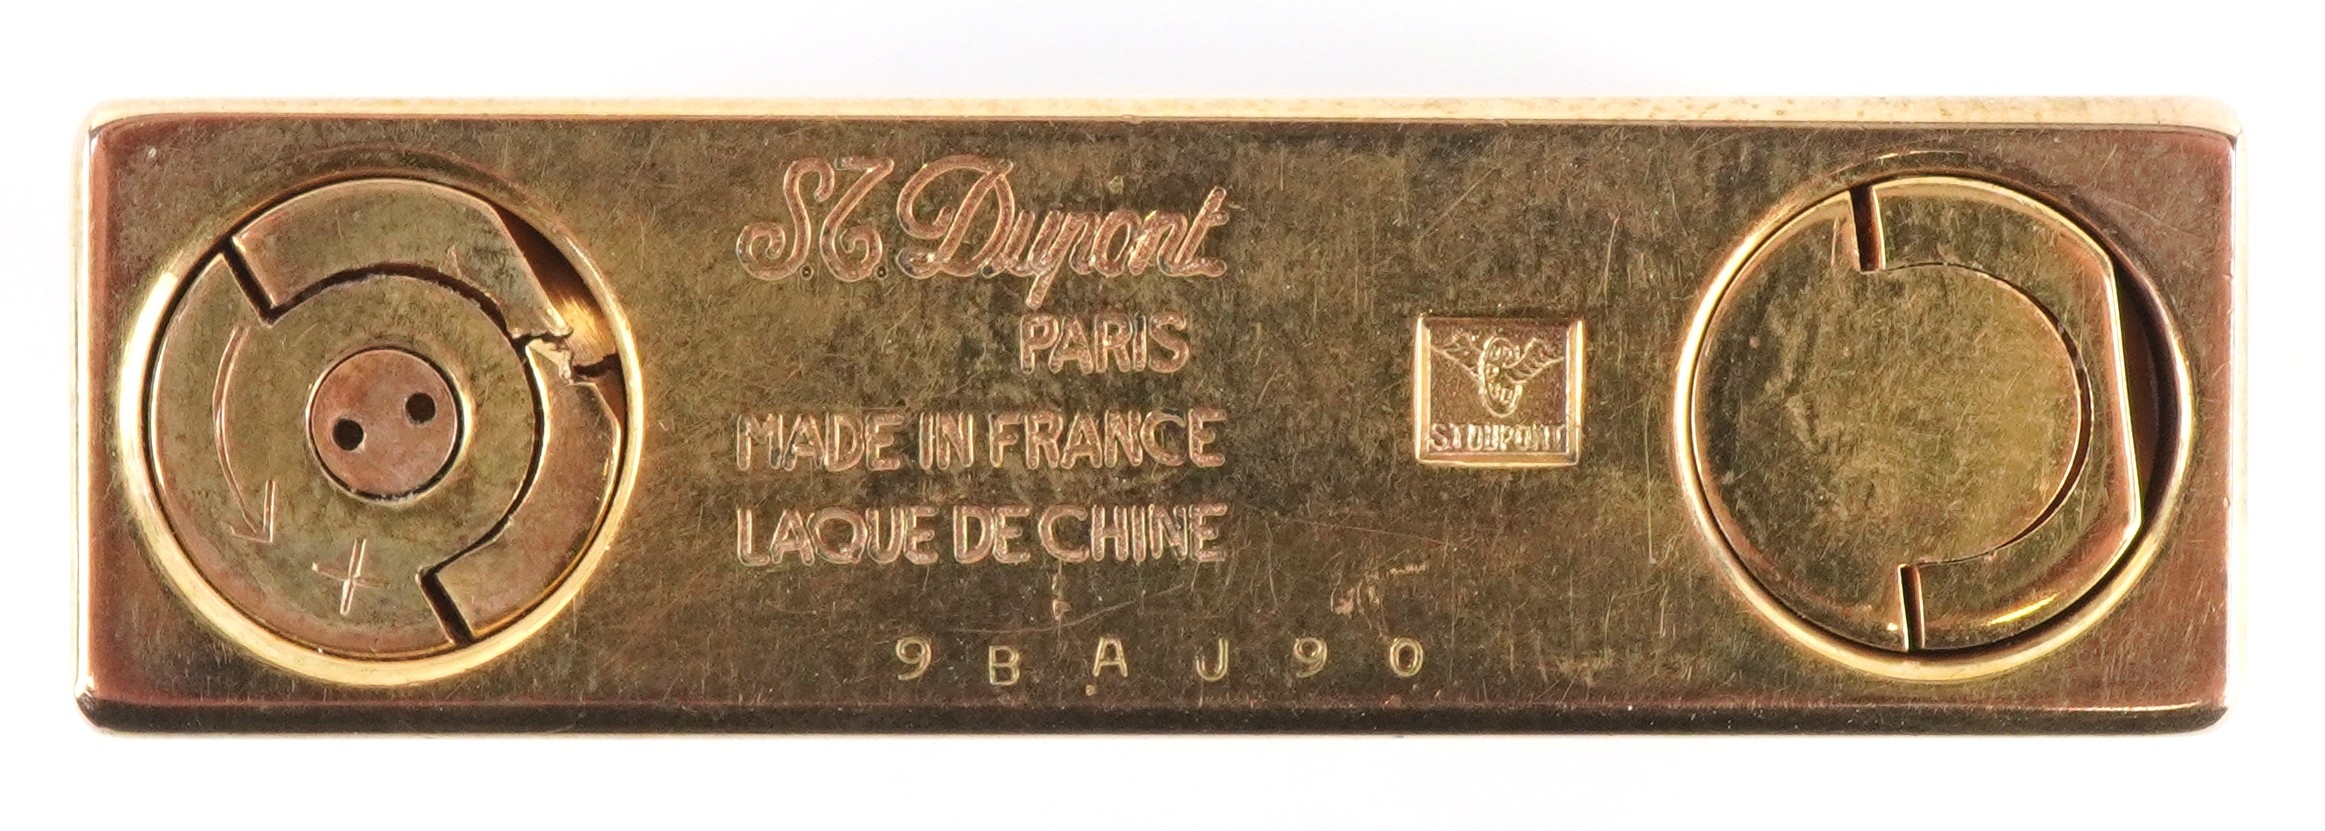 S.T. Dupont
PARIS
MADE IN FRANCE
LAQUE DE CHINE
S.T.DUPONT
+
9BAJ90